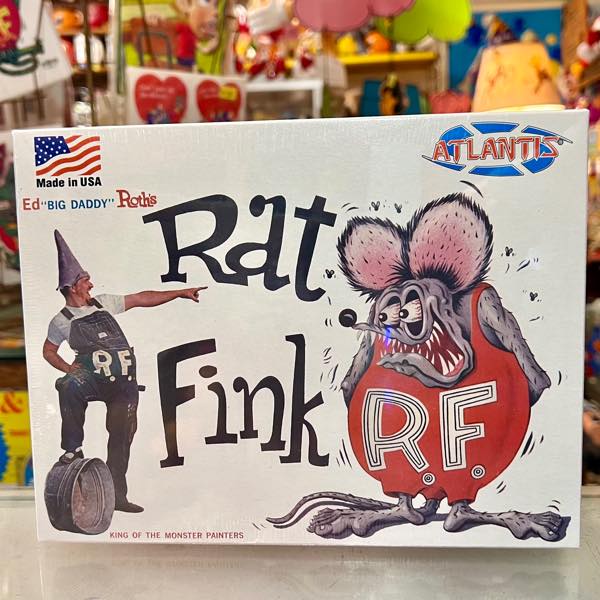 Made in USA
ATLANTIS
Ed "BIG DADDY" Roth's
Rat
Fink
R.F.
R.F.
KING OF THE MONSTER PAINTERS
&